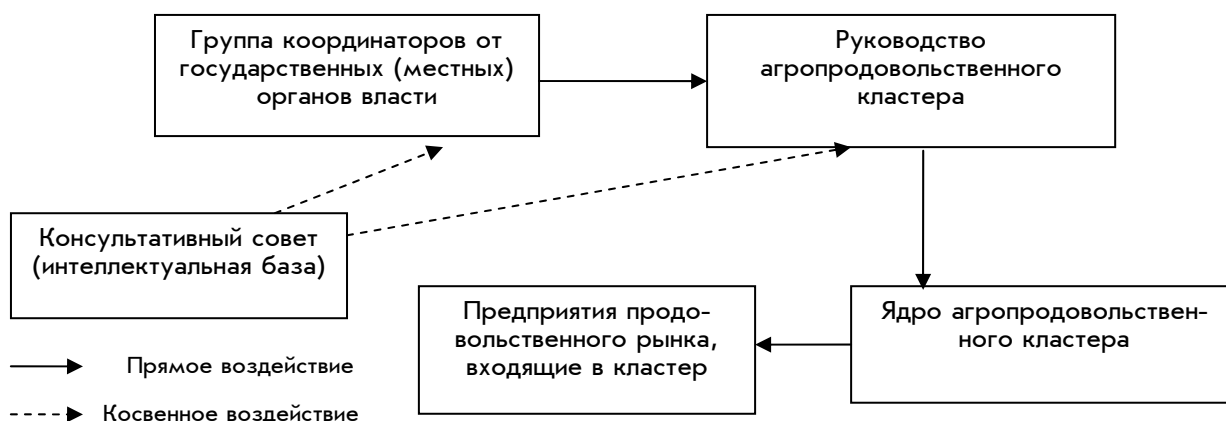 Группа координаторов от
государственных (местных)
органов власти
Руководство
агропродовольственного
кластера
Консультативный совет
(интеллектуальная база)
Предприятия продо-
вольственного рынка,
входящие в кластер
Ядро агропродовольствен-
ного кластера
Прямое воздействие
Косвенное воздействие